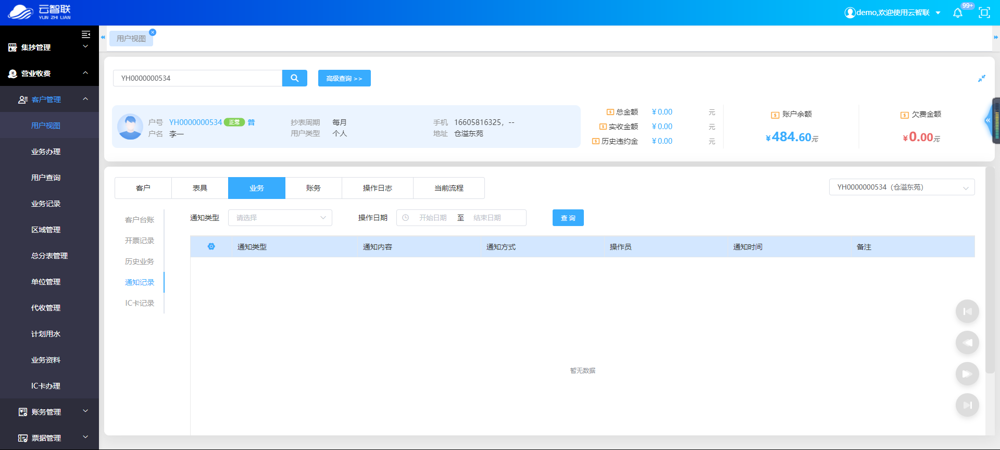 云智联
YUN ZHI LIAN
demo,欢迎使用云智联
99+
集抄管理
营业收费
客户管理
用户视图
业务办理
用户查询
业务记录
区域管理
总分表管理
单位管理
代收管理
计划用水
业务资料
IC卡办理
账务管理
票据管理
用户视图
YH0000000534
高级查询 >>
户号 YH0000000534 正常 普
户名 李一
抄表周期 每月
用户类型 个人
手机 16605816325, --
地址 仓溢东苑
总金额 ¥0.00 元
实收金额 ¥0.00 元
历史违约金 ¥0.00 元
账户余额
¥484.60元
欠费金额
¥0.00元
客户 表具 业务 账务 操作日志 当前流程
YH0000000534（仓溢东苑）
客户台账
开票记录
历史业务
通知记录
IC卡记录
通知类型 请选择 操作日期 开始日期 至 结束日期 查询
通知类型 通知内容 通知方式 操作员 通知时间 备注
暂无数据